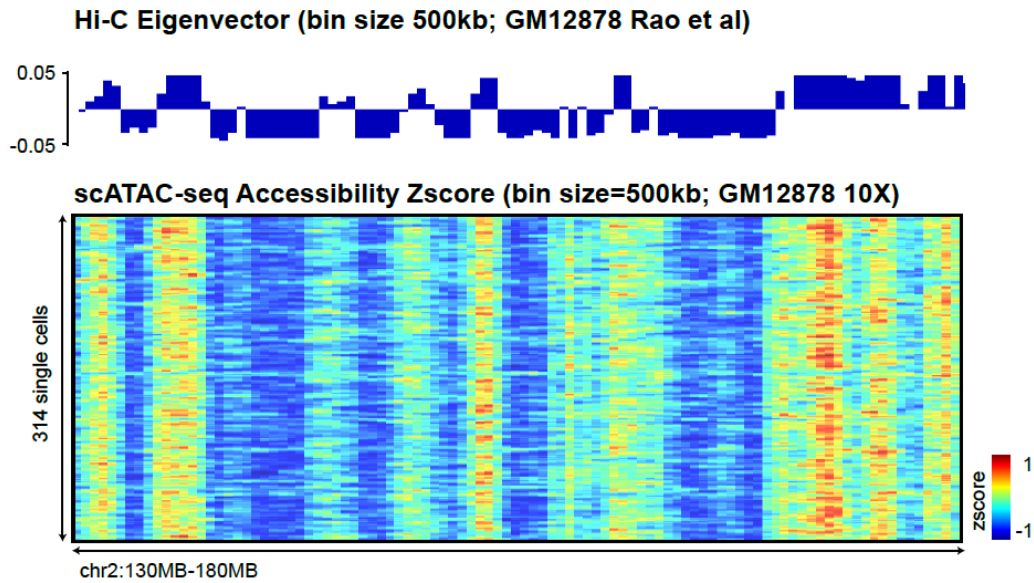 Hi-C Eigenvector (bin size 500kb; GM12878 Rao et al)
0.05
-0.05
scATAC-seq Accessibility Zscore (bin size=500kb; GM12878 10X)
314 single cells
zscore
1
-1
chr2:130MB-180MB